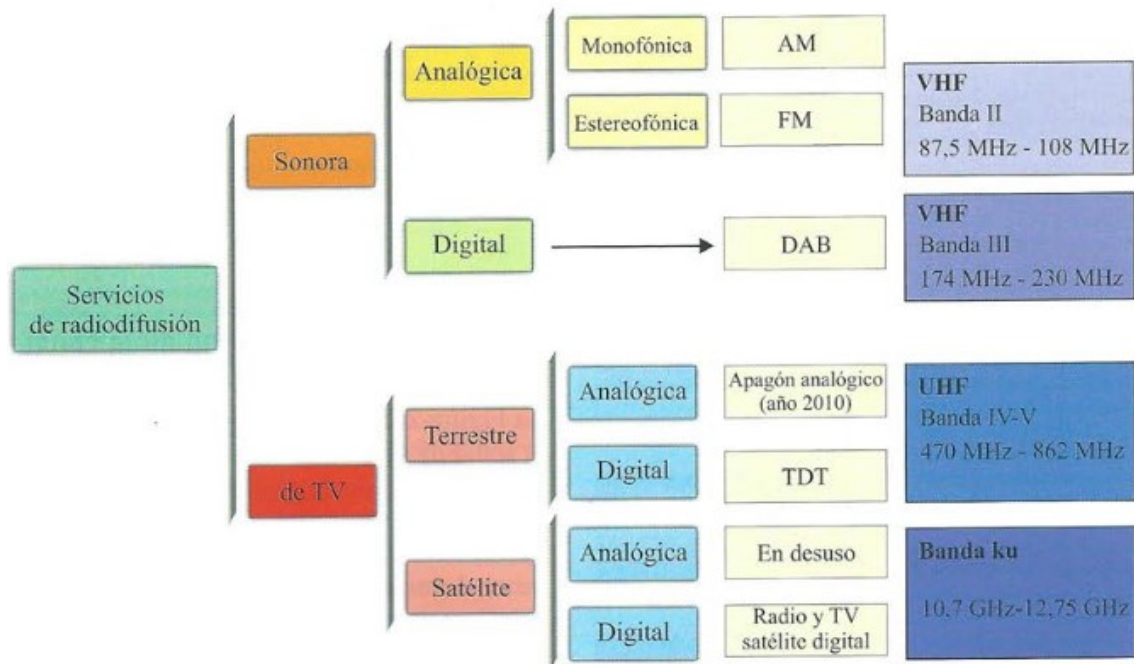 Servicios
de radiodifusión
Sonora
Analógica
Monofónica
AM
Estereofónica
FM
VHF
Banda II
87,5 MHz - 108 MHz
Digital
DAB
VHF
Banda III
174 MHz - 230 MHz
de TV
Terrestre
Analógica
Apagón analógico
(año 2010)
Digital
TDT
UHF
Banda IV-V
470 MHz - 862 MHz
Satélite
Analógica
En desuso
Digital
Radio y TV
satélite digital
Banda ku
10,7 GHz-12,75 GHz